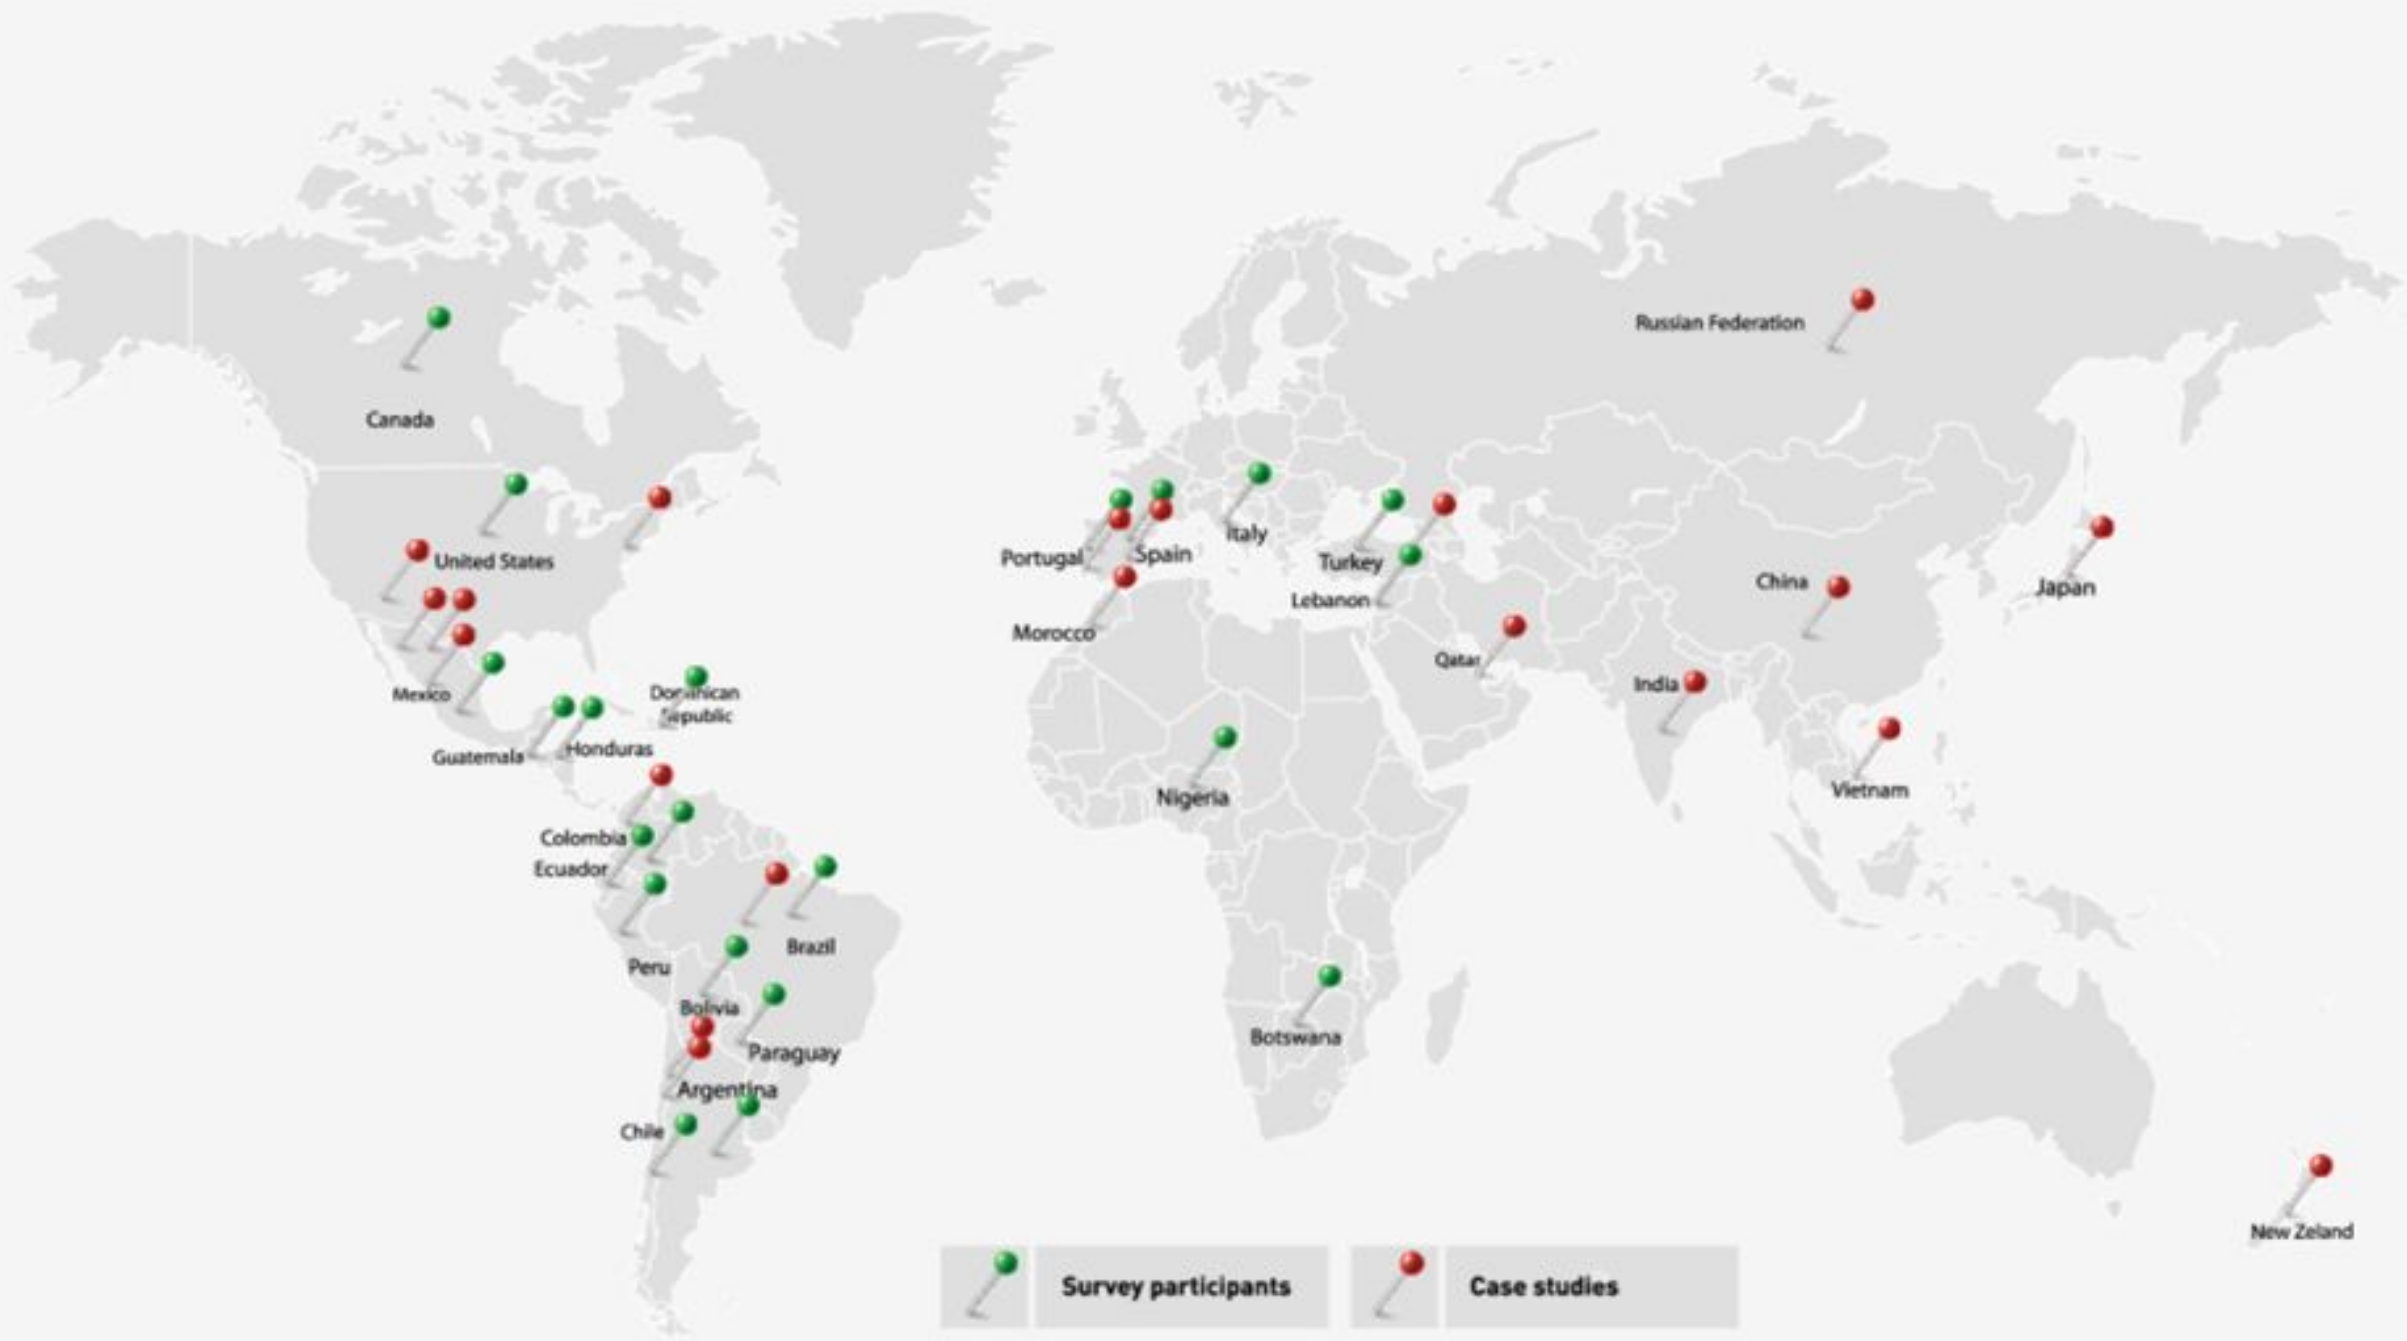 Russian Federation
Canada
Italy
Portugal
Spain
United States
Turkey
China
Japan
Lebanon
Morocco
Qatar
India
Mexico
Dominican
Republic
Guatemala
Honduras
Vietnam
Nigeria
Colombia
Ecuador
Brazil
Peru
Bolivia
Botswana
Paraguay
Argentina
Chile
New Zeland
Survey participants
Case studies